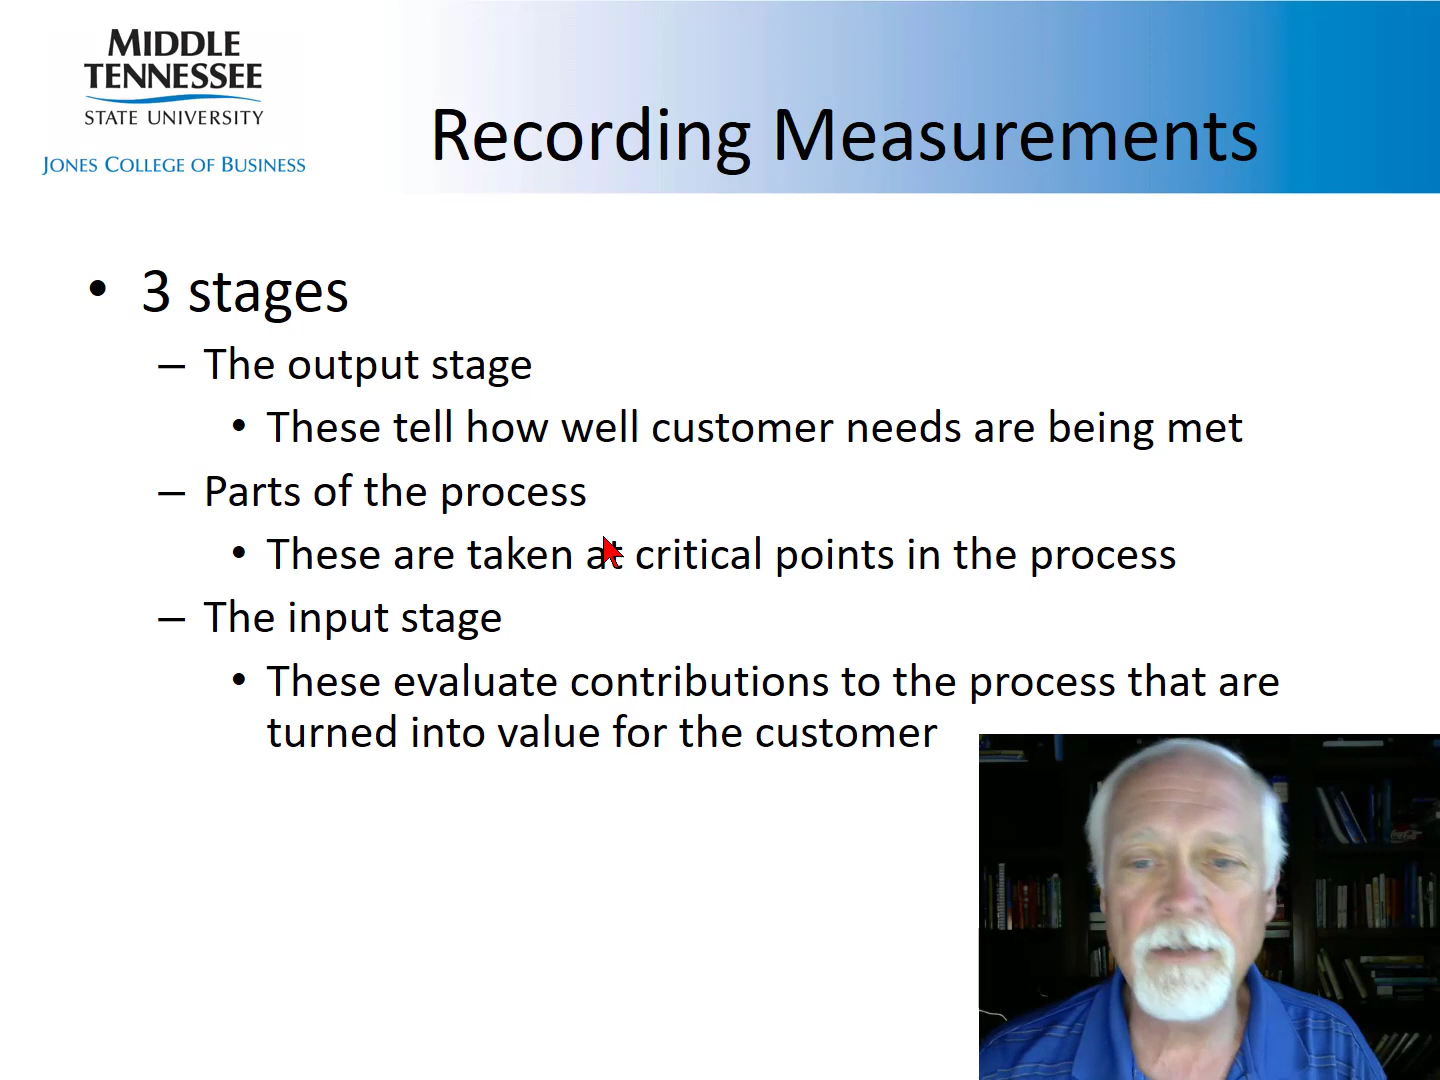 MIDDLE
TENNESSEE
STATE UNIVERSITY
JONES COLLEGE OF BUSINESS
Recording Measurements
• 3 stages
– The output stage
• These tell how well customer needs are being met
– Parts of the process
• These are taken at critical points in the process
– The input stage
• These evaluate contributions to the process that are
turned into value for the customer